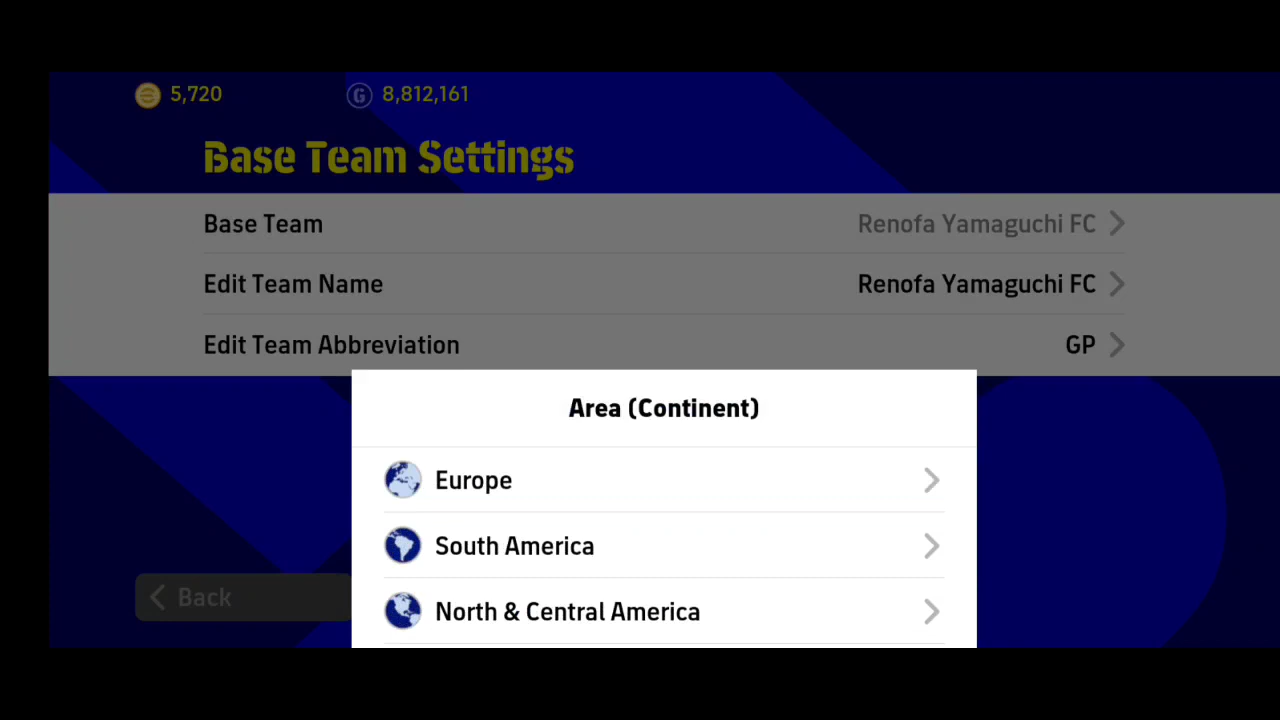 5,720
G 8,812,161
Base Team Settings
Base Team Renofa Yamaguchi FC
Edit Team Name Renofa Yamaguchi FC
Edit Team Abbreviation GP
Area (Continent)
Europe
South America
North & Central America
Back